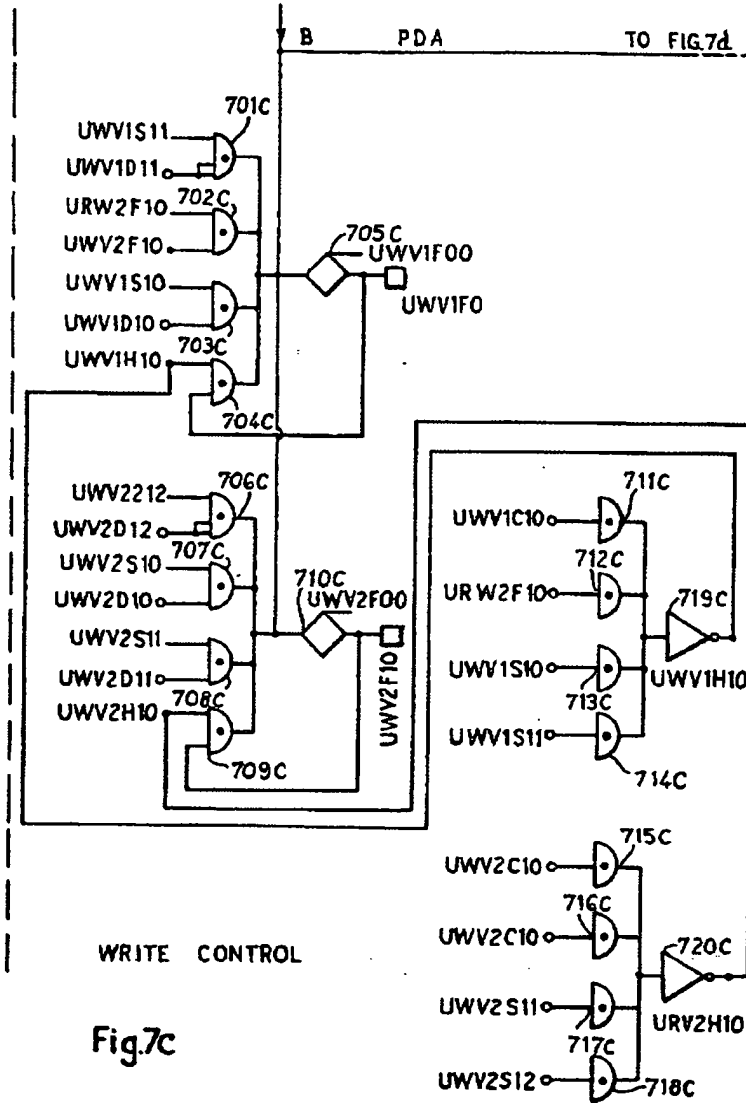 B PDA TO FIG.7d
701C
UWV1S11
UWV1D11
702C
URW2F10
UWV2F10
705C
UWV1F00
UWV1F0
UWV1S10
UWV1D10
703C
UWV1H10
704C
UWV2212
706C
UWV2D12
707C
UWV2S10
UWV2D10
710C
UWV2F00
UWV2F10
UWV2S11
UWV2D11
708C
UWV2H10
709C
711C
UWV1C10
712C
URW2F10
719C
UWV1H10
UWV1S10
713C
UWV1S11
714C
715C
UWV2C10
716C
UWV2C10
720C
URV2H10
UWV2S11
717C
UWV2S12
718C
WRITE CONTROL
Fig.7c